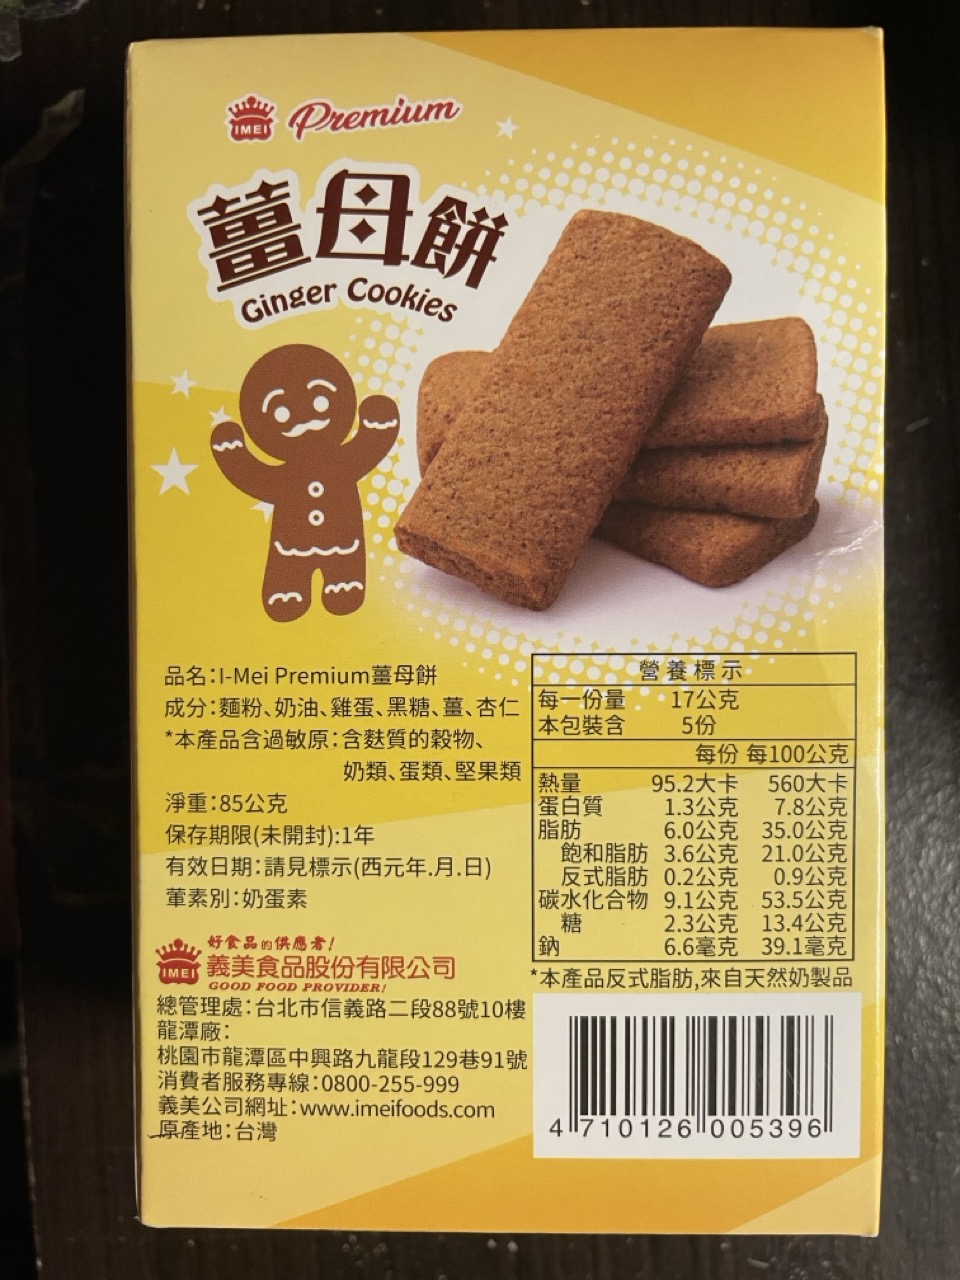 IMEI Premium
薑母餅
Ginger Cookies
品名:I-Mei Premium薑母餅
成分:麵粉、奶油、雞蛋、黑糖、薑、杏仁
*本產品含過敏原:含麩質的穀物、
奶類、蛋類、堅果類
淨重:85公克
保存期限(未開封):1年
有效日期:請見標示(西元年.月.日)
葷素別:奶蛋素
好食品的供應者!
IMEI 義美食品股份有限公司
GOOD FOOD PROVIDER!
總管理處:台北市信義路二段88號10樓
龍潭廠:
桃園市龍潭區中興路九龍段129巷91號
消費者服務專線:0800-255-999
義美公司網址:www.imeifoods.com
原產地:台灣
營養標示
每一份量 17公克
本包裝含 5份
每份 每100公克
熱量 95.2大卡 560大卡
蛋白質 1.3公克 7.8公克
脂肪 6.0公克 35.0公克
飽和脂肪 3.6公克 21.0公克
反式脂肪 0.2公克 0.9公克
碳水化合物 9.1公克 53.5公克
糖 2.3公克 13.4公克
鈉 6.6毫克 39.1毫克
*本產品反式脂肪,來自天然奶製品
4 710126 005396